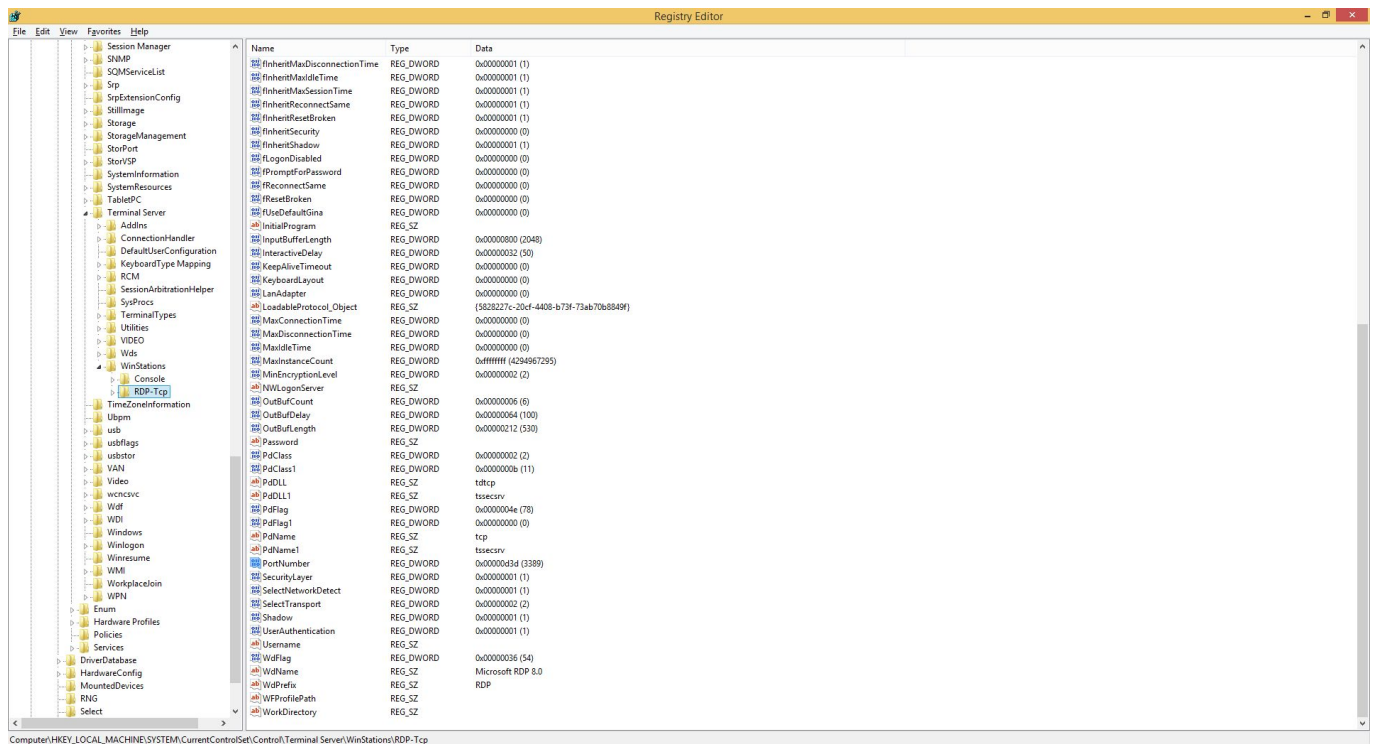 Registry Editor
File Edit View Favorites Help
Session Manager
SNMP
SQMServiceList
Srp
SrpExtensionConfig
StillImage
Storage
StorageManagement
StorPort
StorVSP
SystemInformation
SystemResources
TabletPC
Terminal Server
AddIns
ConnectionHandler
DefaultUserConfiguration
KeyboardType Mapping
RCM
SessionArbitrationHelper
SysProcs
TerminalTypes
Utilities
VIDEO
Wds
WinStations
Console
RDP-Tcp
TimeZoneInformation
Ubpm
usb
usbflags
usbstor
VAN
Video
wcncsvc
Wdf
WDI
Windows
Winlogon
Winresume
WMI
WorkplaceJoin
WPN
Enum
Hardware Profiles
Policies
Services
DriverDatabase
HardwareConfig
MountedDevices
RNG
Select
Name Type Data
fInheritMaxDisconnectionTime REG_DWORD 0x00000001 (1)
fInheritMaxIdleTime REG_DWORD 0x00000001 (1)
fInheritMaxSessionTime REG_DWORD 0x00000001 (1)
fInheritReconnectSame REG_DWORD 0x00000001 (1)
fInheritResetBroken REG_DWORD 0x00000001 (1)
fInheritSecurity REG_DWORD 0x00000000 (0)
fInheritShadow REG_DWORD 0x00000001 (1)
fLogonDisabled REG_DWORD 0x00000000 (0)
fPromptForPassword REG_DWORD 0x00000000 (0)
fReconnectSame REG_DWORD 0x00000000 (0)
fResetBroken REG_DWORD 0x00000000 (0)
fUseDefaultGina REG_DWORD 0x00000000 (0)
InitialProgram REG_SZ
InputBufferLength REG_DWORD 0x00000800 (2048)
InteractiveDelay REG_DWORD 0x00000032 (50)
KeepAliveTimeout REG_DWORD 0x00000000 (0)
KeyboardLayout REG_DWORD 0x00000000 (0)
LanAdapter REG_DWORD 0x00000000 (0)
LoadableProtocol_Object REG_SZ {5828227c-20cf-4408-b73f-73ab70b8849f}
MaxConnectionTime REG_DWORD 0x00000000 (0)
MaxDisconnectionTime REG_DWORD 0x00000000 (0)
MaxIdleTime REG_DWORD 0x00000000 (0)
MaxInstanceCount REG_DWORD 0xffffffff (4294967295)
MinEncryptionLevel REG_DWORD 0x00000002 (2)
NWLogonServer REG_SZ
OutBufCount REG_DWORD 0x00000006 (6)
OutBufDelay REG_DWORD 0x00000064 (100)
OutBufLength REG_DWORD 0x00000212 (530)
Password REG_SZ
PdClass REG_DWORD 0x00000002 (2)
PdClass1 REG_DWORD 0x0000000b (11)
PdDLL REG_SZ tdtcp
PdDLL1 REG_SZ tssecsrv
PdFlag REG_DWORD 0x0000004e (78)
PdFlag1 REG_DWORD 0x00000000 (0)
PdName REG_SZ tcp
PdName1 REG_SZ tssecsrv
PortNumber REG_DWORD 0x00000d3d (3389)
SecurityLayer REG_DWORD 0x00000001 (1)
SelectNetworkDetect REG_DWORD 0x00000001 (1)
SelectTransport REG_DWORD 0x00000002 (2)
Shadow REG_DWORD 0x00000001 (1)
UserAuthentication REG_DWORD 0x00000001 (1)
Username REG_SZ
WdFlag REG_DWORD 0x00000036 (54)
WdName REG_SZ Microsoft RDP 8.0
WdPrefix REG_SZ RDP
WFProfilePath REG_SZ
WorkDirectory REG_SZ
Computer\HKEY_LOCAL_MACHINE\SYSTEM\CurrentControlSet\Control\Terminal Server\WinStations\RDP-Tcp